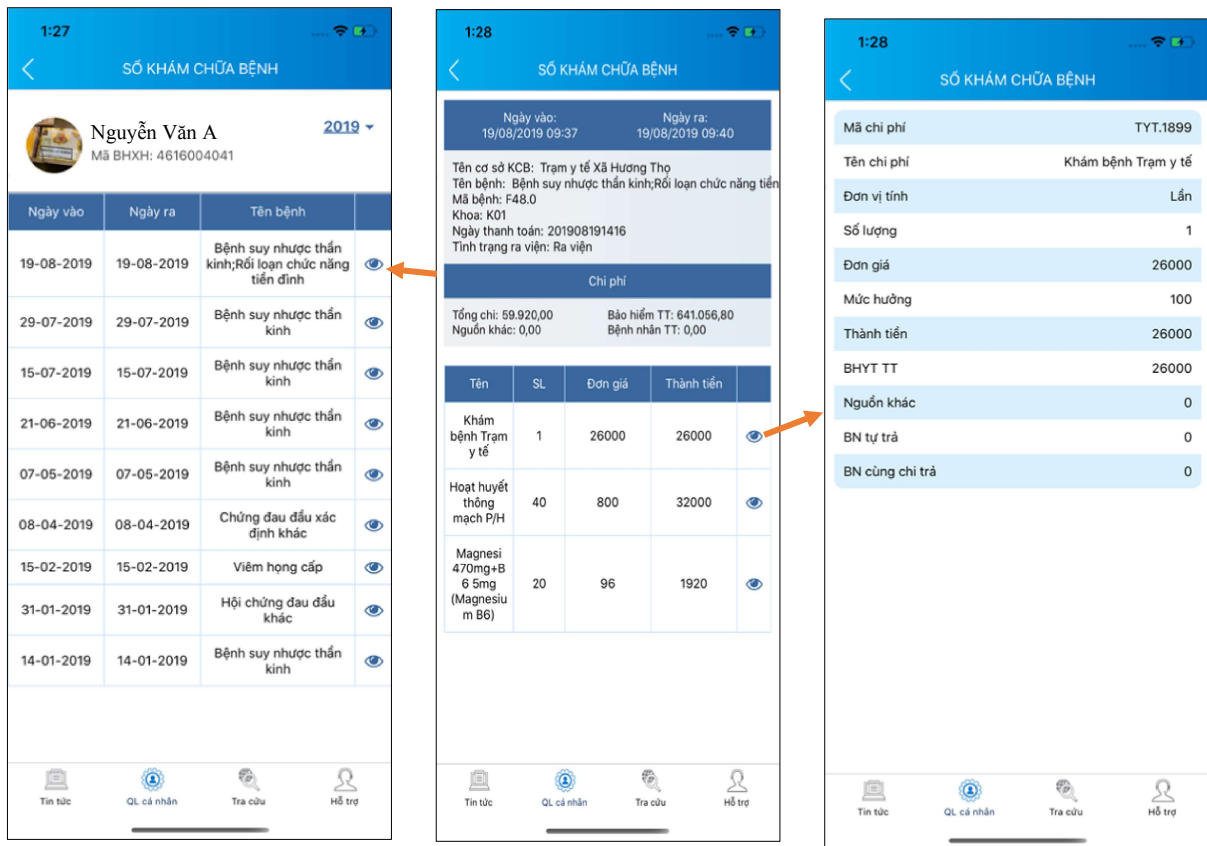 1:27
SỔ KHÁM CHỮA BỆNH
Nguyễn Văn A
2019
Mã BHXH: 4616004041
Ngày vào Ngày ra Tên bệnh
19-08-2019 19-08-2019 Bệnh suy nhược thần
kinh;Rối loạn chức năng
tiền đình
29-07-2019 29-07-2019 Bệnh suy nhược thần
kinh
15-07-2019 15-07-2019 Bệnh suy nhược thần
kinh
21-06-2019 21-06-2019 Bệnh suy nhược thần
kinh
07-05-2019 07-05-2019 Bệnh suy nhược thần
kinh
08-04-2019 08-04-2019 Chứng đau đầu xác
định khác
15-02-2019 15-02-2019 Viêm họng cấp
31-01-2019 31-01-2019 Hội chứng đau đầu
khác
14-01-2019 14-01-2019 Bệnh suy nhược thần
kinh
Tin tức QL cá nhân Tra cứu Hỗ trợ
1:28
SỔ KHÁM CHỮA BỆNH
Ngày vào: Ngày ra:
19/08/2019 09:37 19/08/2019 09:40
Tên cơ sở KCB: Trạm y tế Xã Hương Thọ
Tên bệnh: Bệnh suy nhược thần kinh;Rối loạn chức năng tiền
Mã bệnh: F48.0
Khoa: K01
Ngày thanh toán: 201908191416
Tình trạng ra viện: Ra viện
Chi phí
Tổng chi: 59.920,00 Bảo hiểm TT: 641.056,80
Nguồn khác: 0,00 Bệnh nhân TT: 0,00
Tên SL Đơn giá Thành tiền
Khám
bệnh Trạm
y tế
1 26000 26000
Hoạt huyết
thông
mạch P/H
40 800 32000
Magnesi
470mg+B
6 5mg
(Magnesiu
m B6)
20 96 1920
Tin tức QL cá nhân Tra cứu Hỗ trợ
1:28
SỔ KHÁM CHỮA BỆNH
Mã chi phí TYT.1899
Tên chi phí Khám bệnh Trạm y tế
Đơn vị tính Lần
Số lượng 1
Đơn giá 26000
Mức hưởng 100
Thành tiền 26000
BHYT TT 26000
Nguồn khác 0
BN tự trả 0
BN cùng chi trả 0
Tin tức QL cá nhân Tra cứu Hỗ trợ